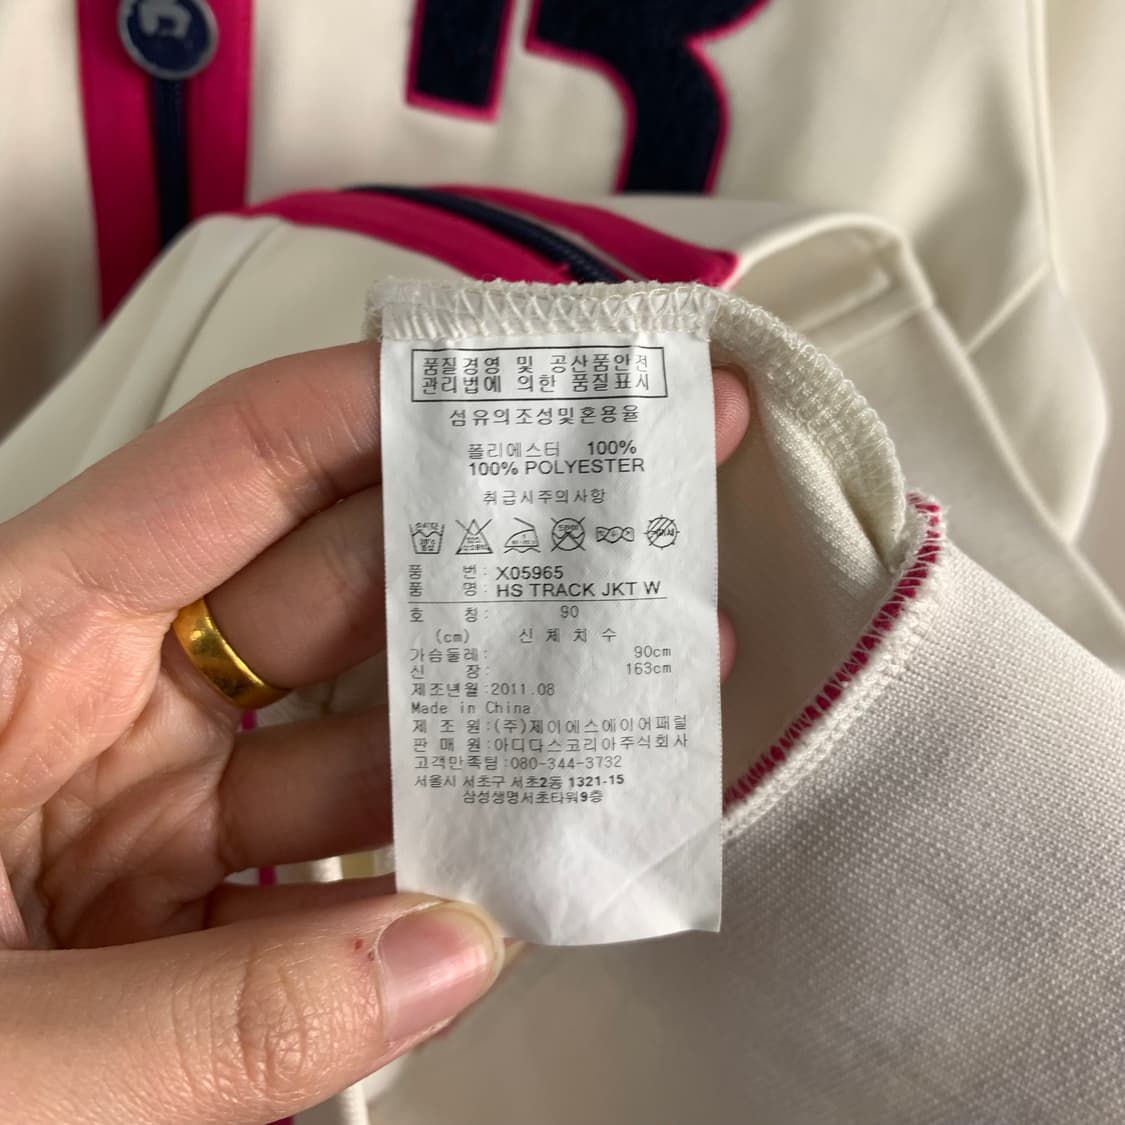 품질경영 및 공산품안전
관리법에 의한 품질표시
섬유의조성및혼용율
폴리에스터 100%
100% POLYESTER
취급시주의사항
품 번: X05965
품 명: HS TRACK JKT W
호 칭: 90
(cm) 신체치수
가슴둘레: 90cm
신 장: 163cm
제조년월:2011.08
Made in China
제 조 원:(주)제이에스에이어패럴
판 매 원:아디다스코리아주식회사
고객만족팀:080-344-3732
서울시 서초구 서초2동 1321-15
삼성생명서초타워9층